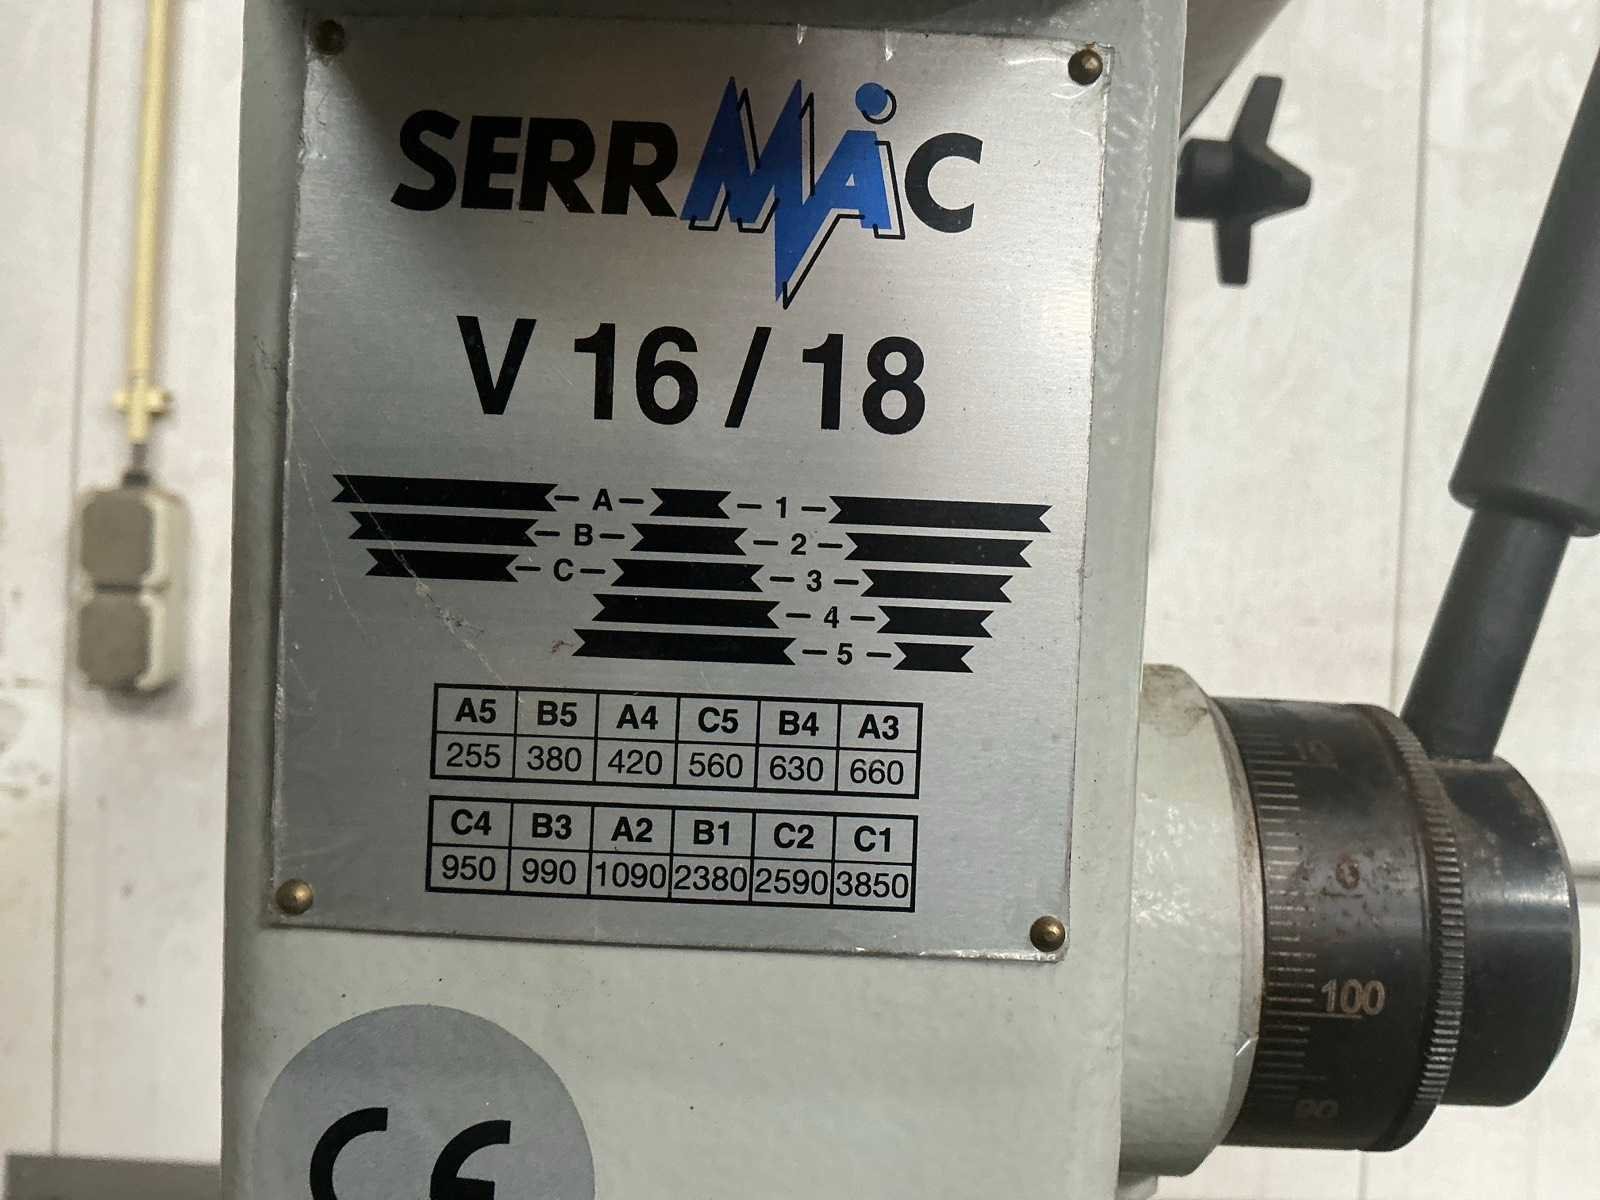 SERRMAC
V 16 / 18
A 1
B 2
C 3
4
5
A5 B5 A4 C5 B4 A3
255 380 420 560 630 660
C4 B3 A2 B1 C2 C1
950 990 1090 2380 2590 3850
CE
100
90